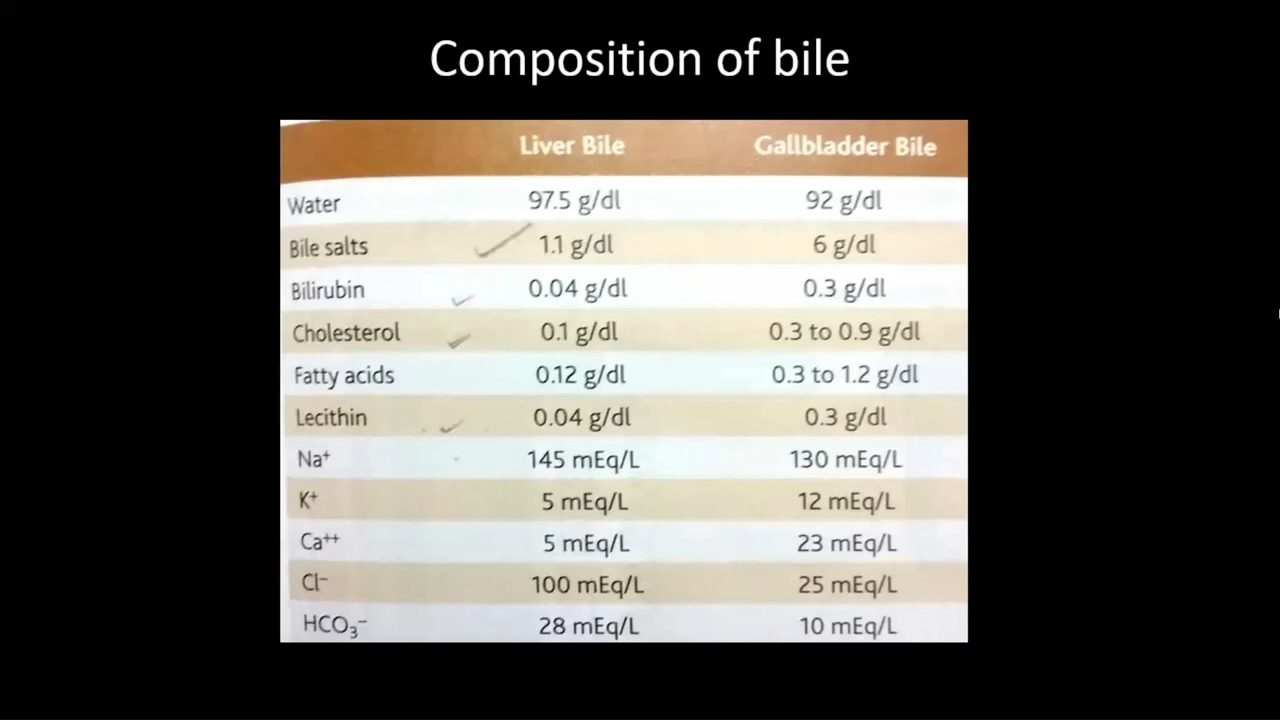 Composition of bile
Liver Bile Gallbladder Bile
Water 97.5 g/dl 92 g/dl
Bile salts 1.1 g/dl 6 g/dl
Bilirubin 0.04 g/dl 0.3 g/dl
Cholesterol 0.1 g/dl 0.3 to 0.9 g/dl
Fatty acids 0.12 g/dl 0.3 to 1.2 g/dl
Lecithin 0.04 g/dl 0.3 g/dl
Na⁺ 145 mEq/L 130 mEq/L
K⁺ 5 mEq/L 12 mEq/L
Ca⁺⁺ 5 mEq/L 23 mEq/L
Cl⁻ 100 mEq/L 25 mEq/L
HCO₃⁻ 28 mEq/L 10 mEq/L